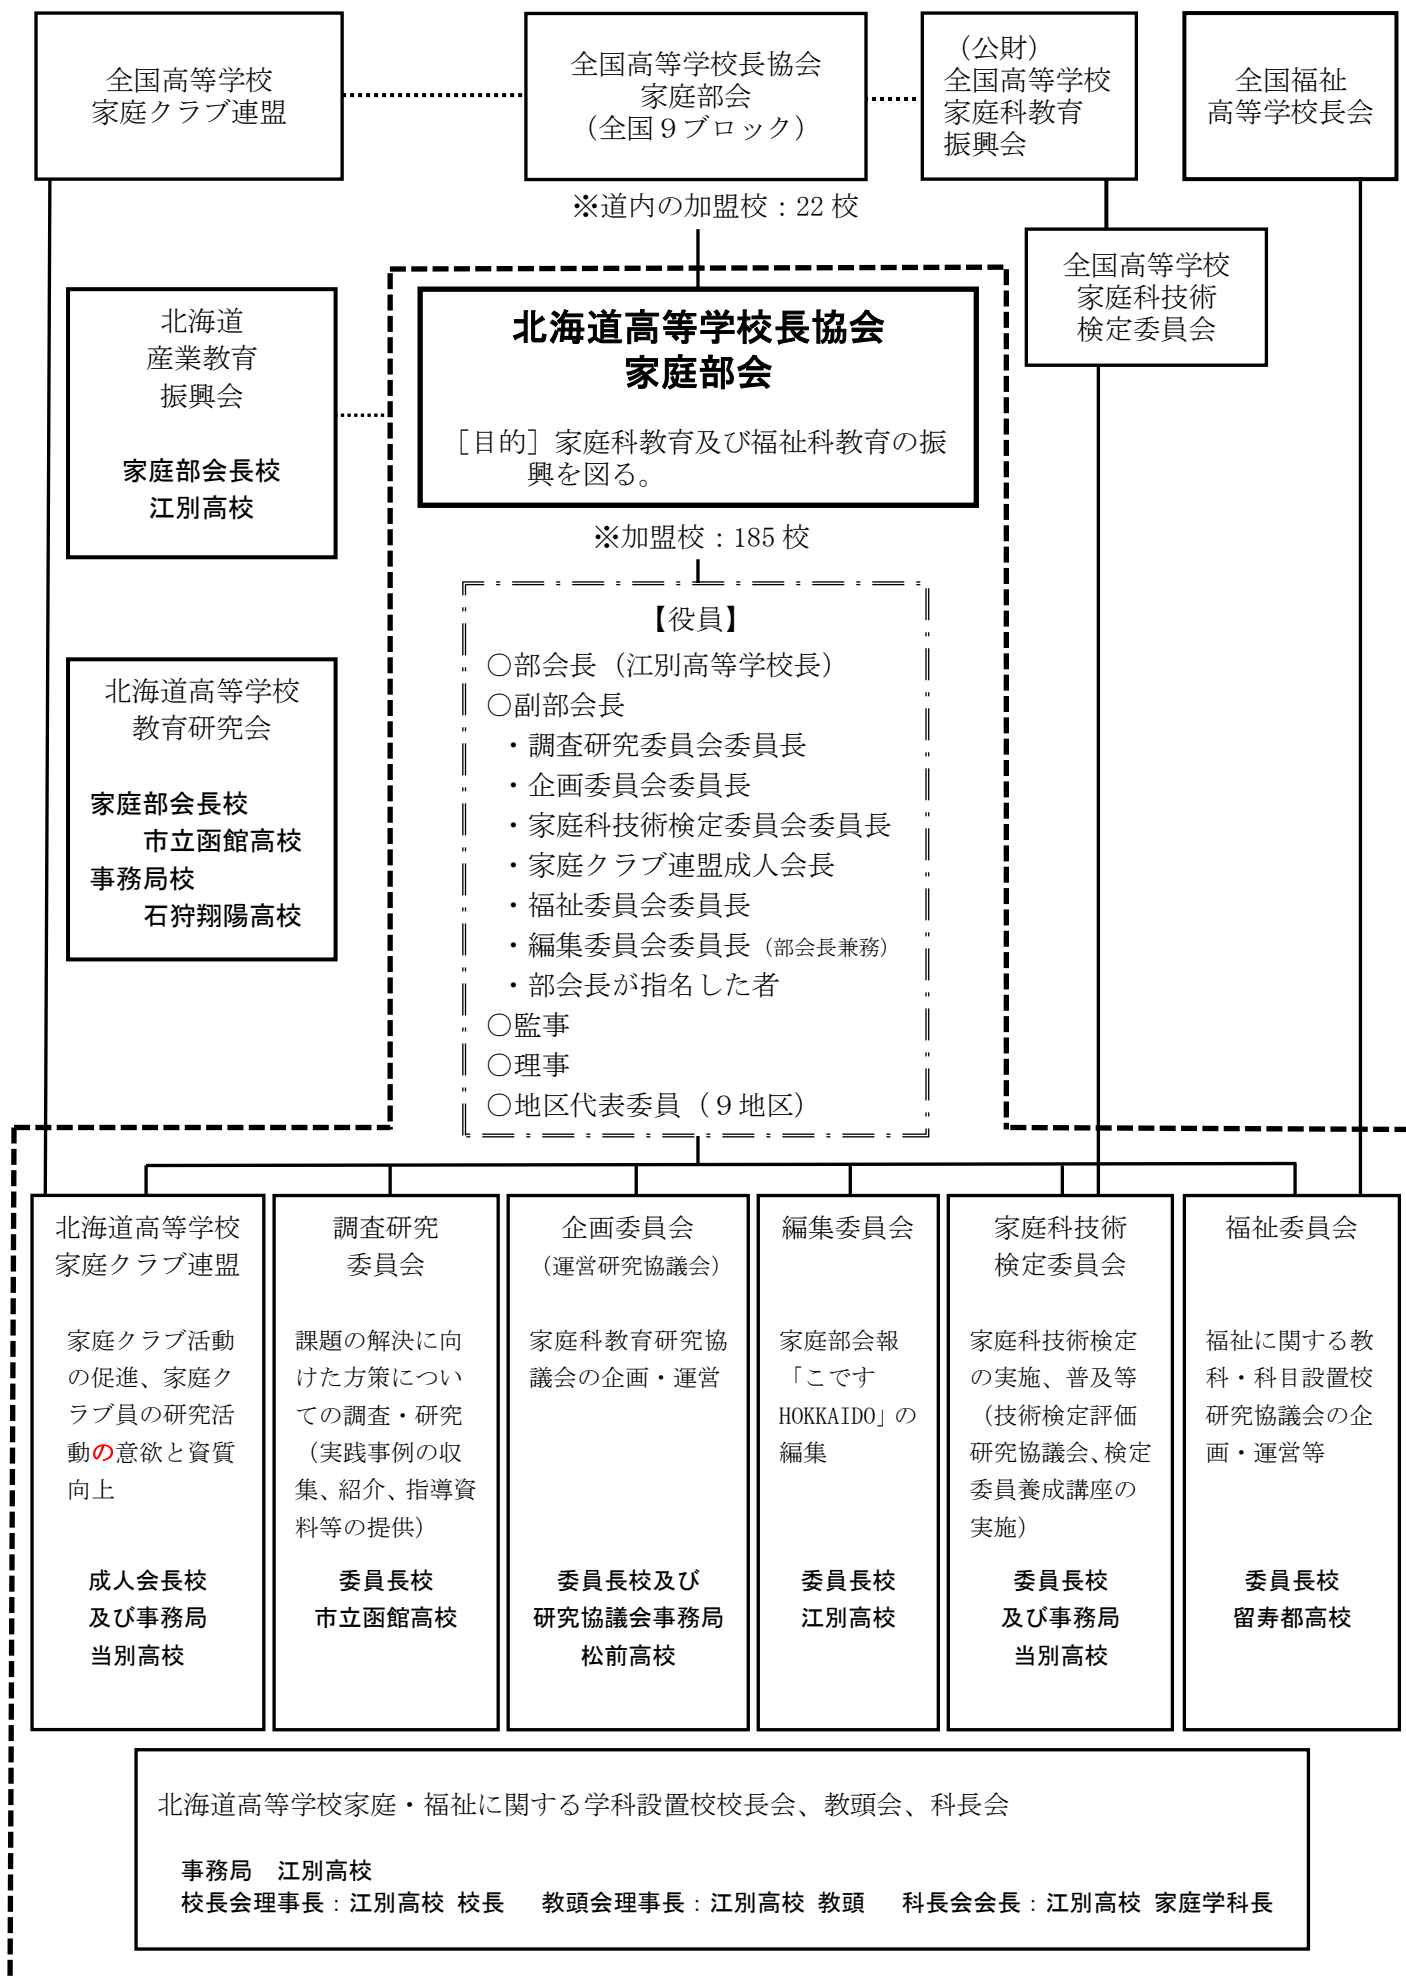 全国高等学校
家庭クラブ連盟
全国高等学校長協会
家庭部会
（全国９ブロック）
（公財）
全国高等学校
家庭科教育
振興会
全国福祉
高等学校長会
※道内の加盟校：22 校
全国高等学校
家庭科技術
検定委員会
北海道
産業教育
振興会
家庭部会長校
江別高校
北海道高等学校長協会
家庭部会
［目的］家庭科教育及び福祉科教育の振
興を図る。
※加盟校：185 校
北海道高等学校
教育研究会
家庭部会長校
市立函館高校
事務局校
石狩翔陽高校
【役員】
○部会長（江別高等学校長）
○副部会長
・調査研究委員会委員長
・企画委員会委員長
・家庭科技術検定委員会委員長
・家庭クラブ連盟成人会長
・福祉委員会委員長
・編集委員会委員長（部会長兼務）
・部会長が指名した者
○監事
○理事
○地区代表委員（９地区）
北海道高等学校
家庭クラブ連盟
家庭クラブ活動
の促進、家庭ク
ラブ員の研究活
動の意欲と資質
向上
成人会長校
及び事務局
当別高校
調査研究
委員会
課題の解決に向
けた方策につい
ての調査・研究
（実践事例の収
集、紹介、指導資
料等の提供）
委員長校
市立函館高校
企画委員会
（運営研究協議会）
家庭科教育研究協
議会の企画・運営
委員長校及び
研究協議会事務局
松前高校
編集委員会
家庭部会報
「こです
HOKKAIDO」の
編集
委員長校
江別高校
家庭科技術
検定委員会
家庭科技術検定
の実施、普及等
（技術検定評価
研究協議会、検定
委員養成講座の
実施）
委員長校
及び事務局
当別高校
福祉委員会
福祉に関する教
科・科目設置校
研究協議会の企
画・運営等
委員長校
留寿都高校
北海道高等学校家庭・福祉に関する学科設置校校長会、教頭会、科長会
事務局　江別高校
校長会理事長：江別高校 校長　教頭会理事長：江別高校 教頭　科長会会長：江別高校 家庭学科長